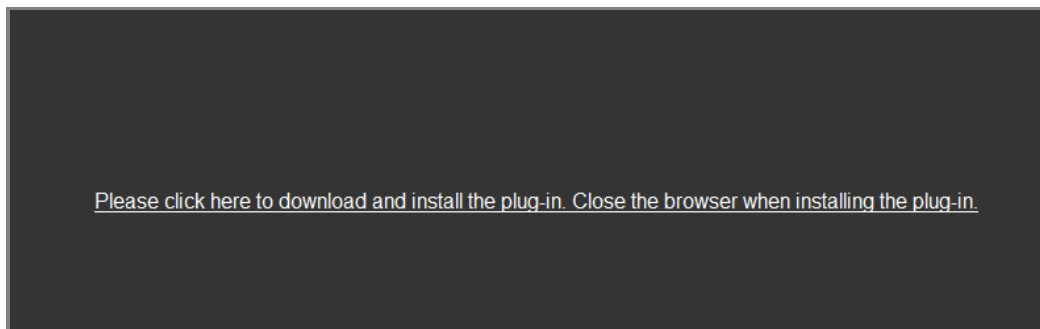 Please click here to download and install the plug-in. Close the browser when installing the plug-in.